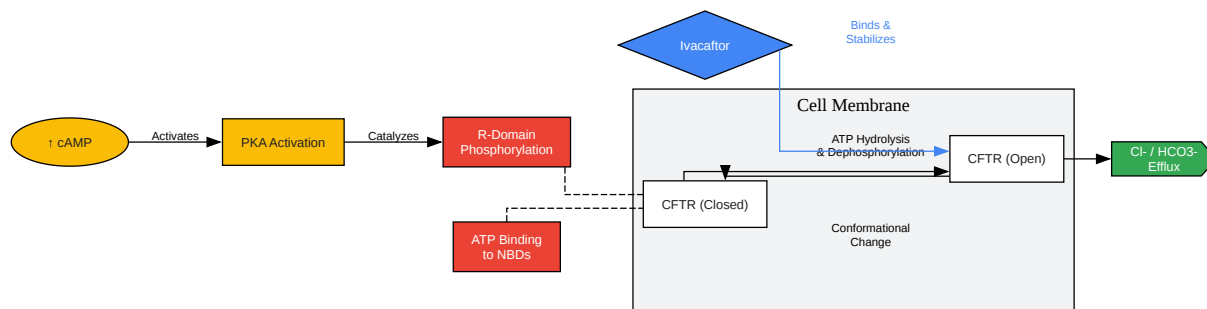 Binds &
Stabilizes
Ivacaftor
Cell Membrane
↑ cAMP
Activates
PKA Activation
Catalyzes
R-Domain
Phosphorylation
ATP Hydrolysis
& Dephosphorylation
CFTR (Open)
Cl- / HCO3-
Efflux
CFTR (Closed)
ATP Binding
to NBDs
Conformational
Change